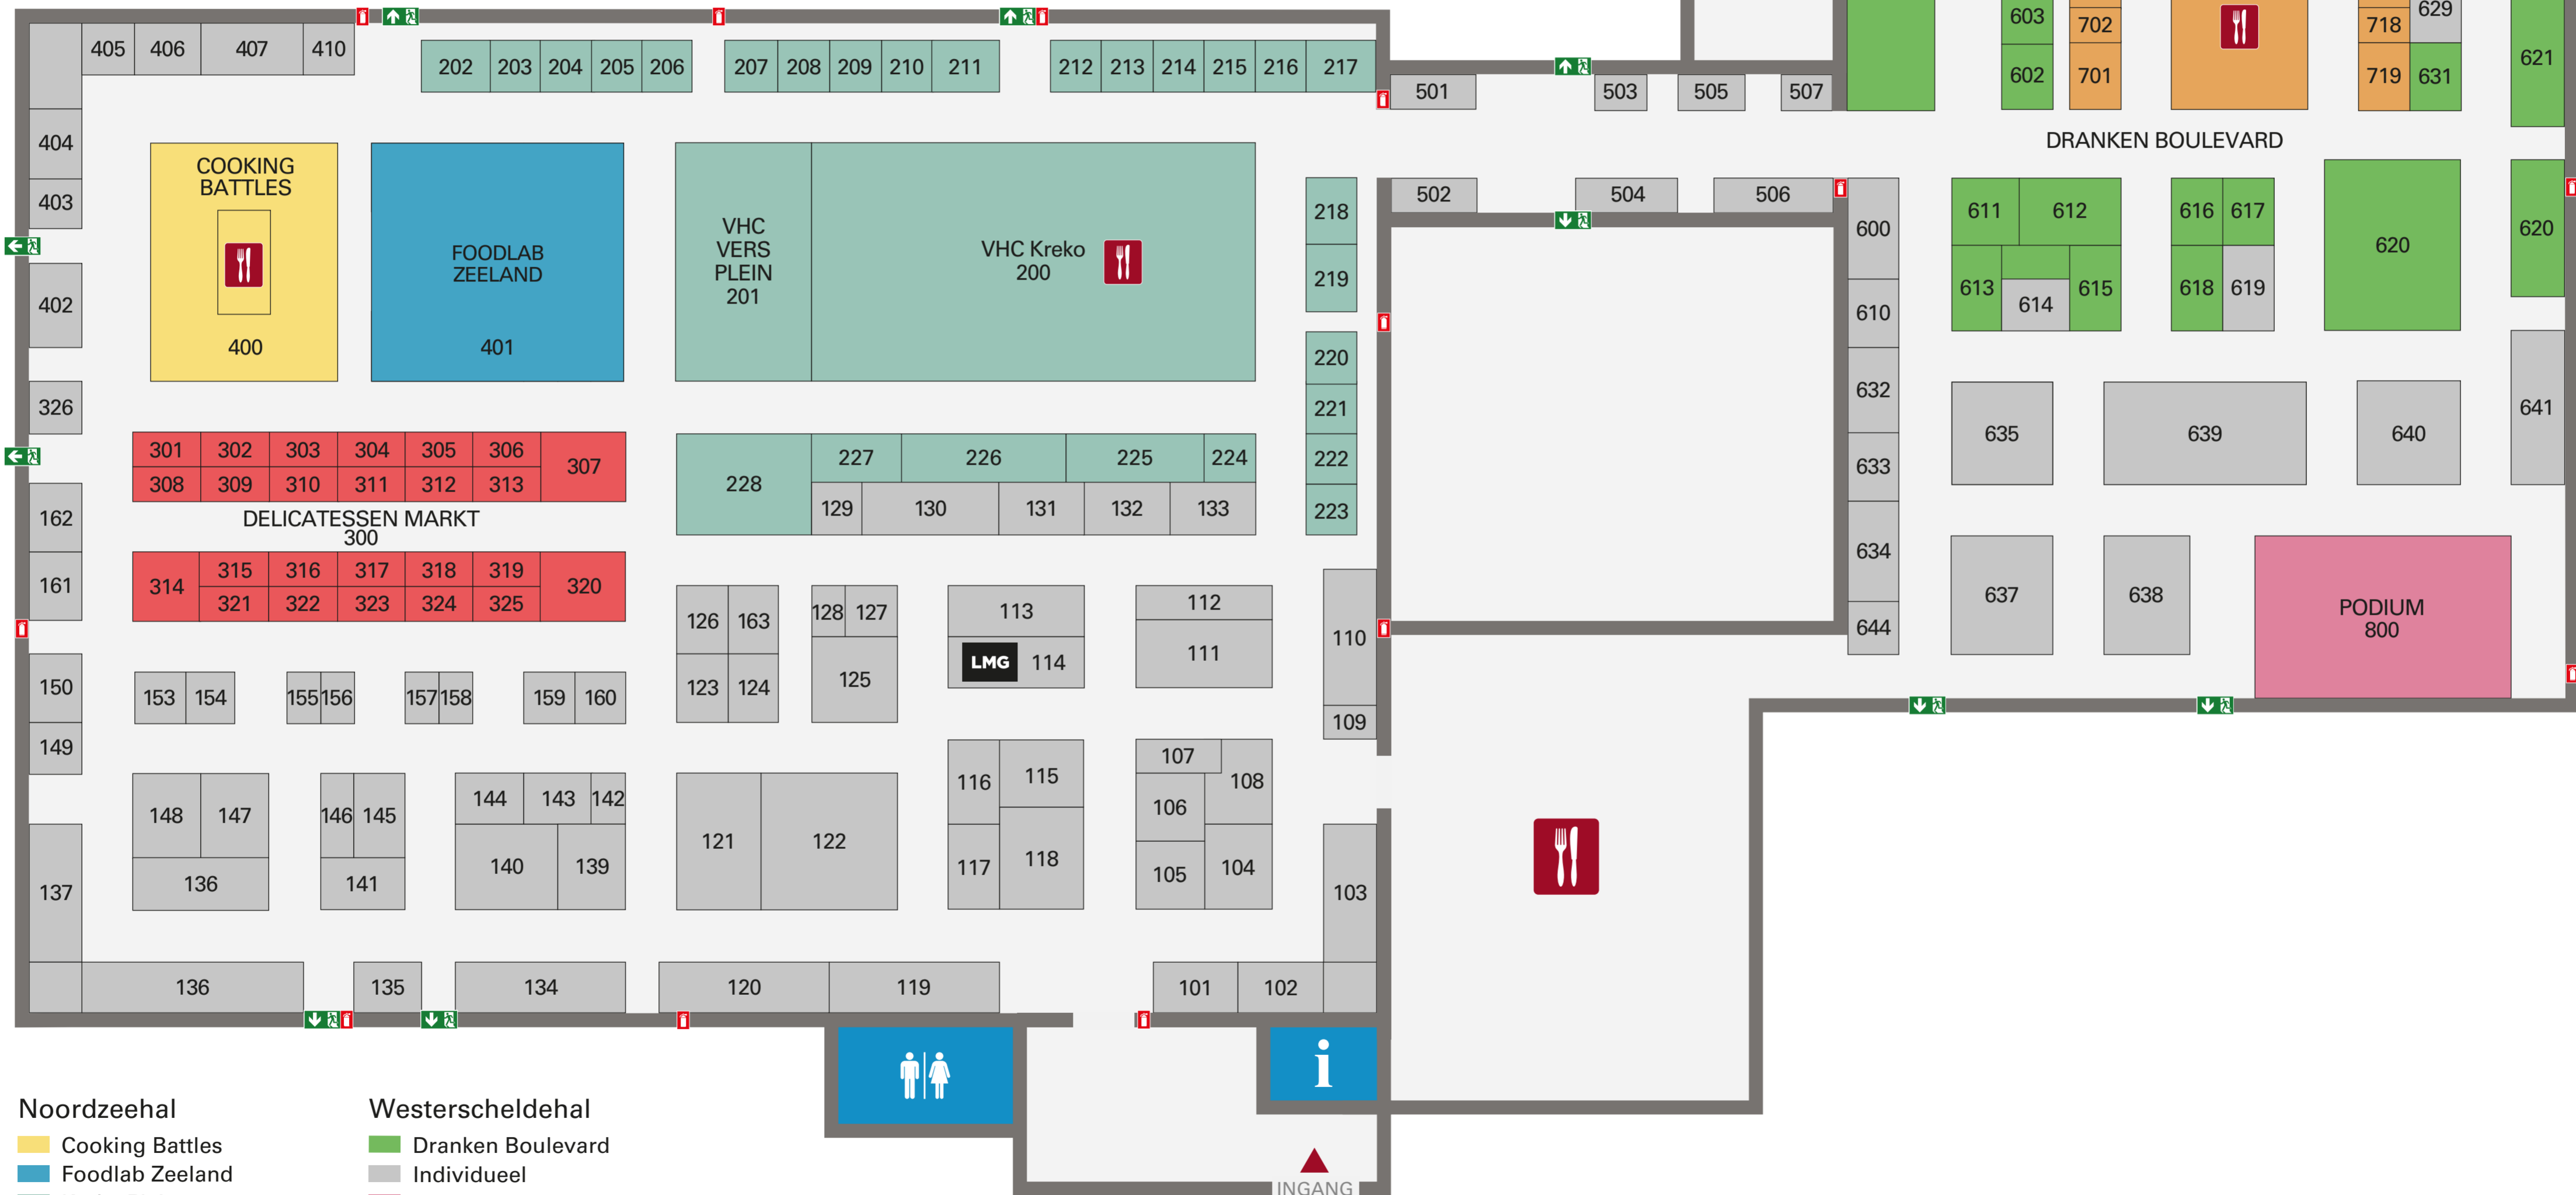 405 406 407 410
202 203 204 205 206
207 208 209 210 211
212 213 214 215 216 217
501 503 505 507
603 702 718 629
602 701 719 631
621
DRANKEN BOULEVARD
404
403
402
326
COOKING
BATTLES
400
FOODLAB
ZEELAND
401
VHC
VERS
PLEIN
201
VHC Kreko
200
218
219
220
221
222
223
502 504 506
600
610
632
633
634
644
611 612
613 614 615
616 617
618 619
620
620
641
635 639 640
637 638
PODIUM
800
301 302 303 304 305 306 307
308 309 310 311 312 313
DELICATESSEN MARKT
300
314 315 316 317 318 319 320
321 322 323 324 325
228
227 226 225 224
129 130 131 132 133
162
161
150
149
137
153 154 155 156 157 158 159 160
126 163
123 124
128 127
125
113
LMG 114
112
111
110
109
148 147
136
146 145
141
144 143 142
140 139
121 122
116 115
117 118
107 108
106
105 104
103
136 135 134 120 119 101 102
i
INGANG
Noordzeehal
Cooking Battles
Foodlab Zeeland
Westerscheldehal
Dranken Boulevard
Individueel